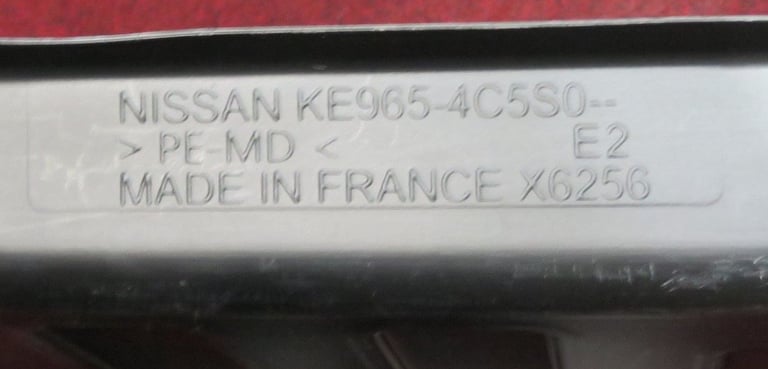 NISSAN KE965-4C5S0--
> PE-MD < E2
MADE IN FRANCE X6256